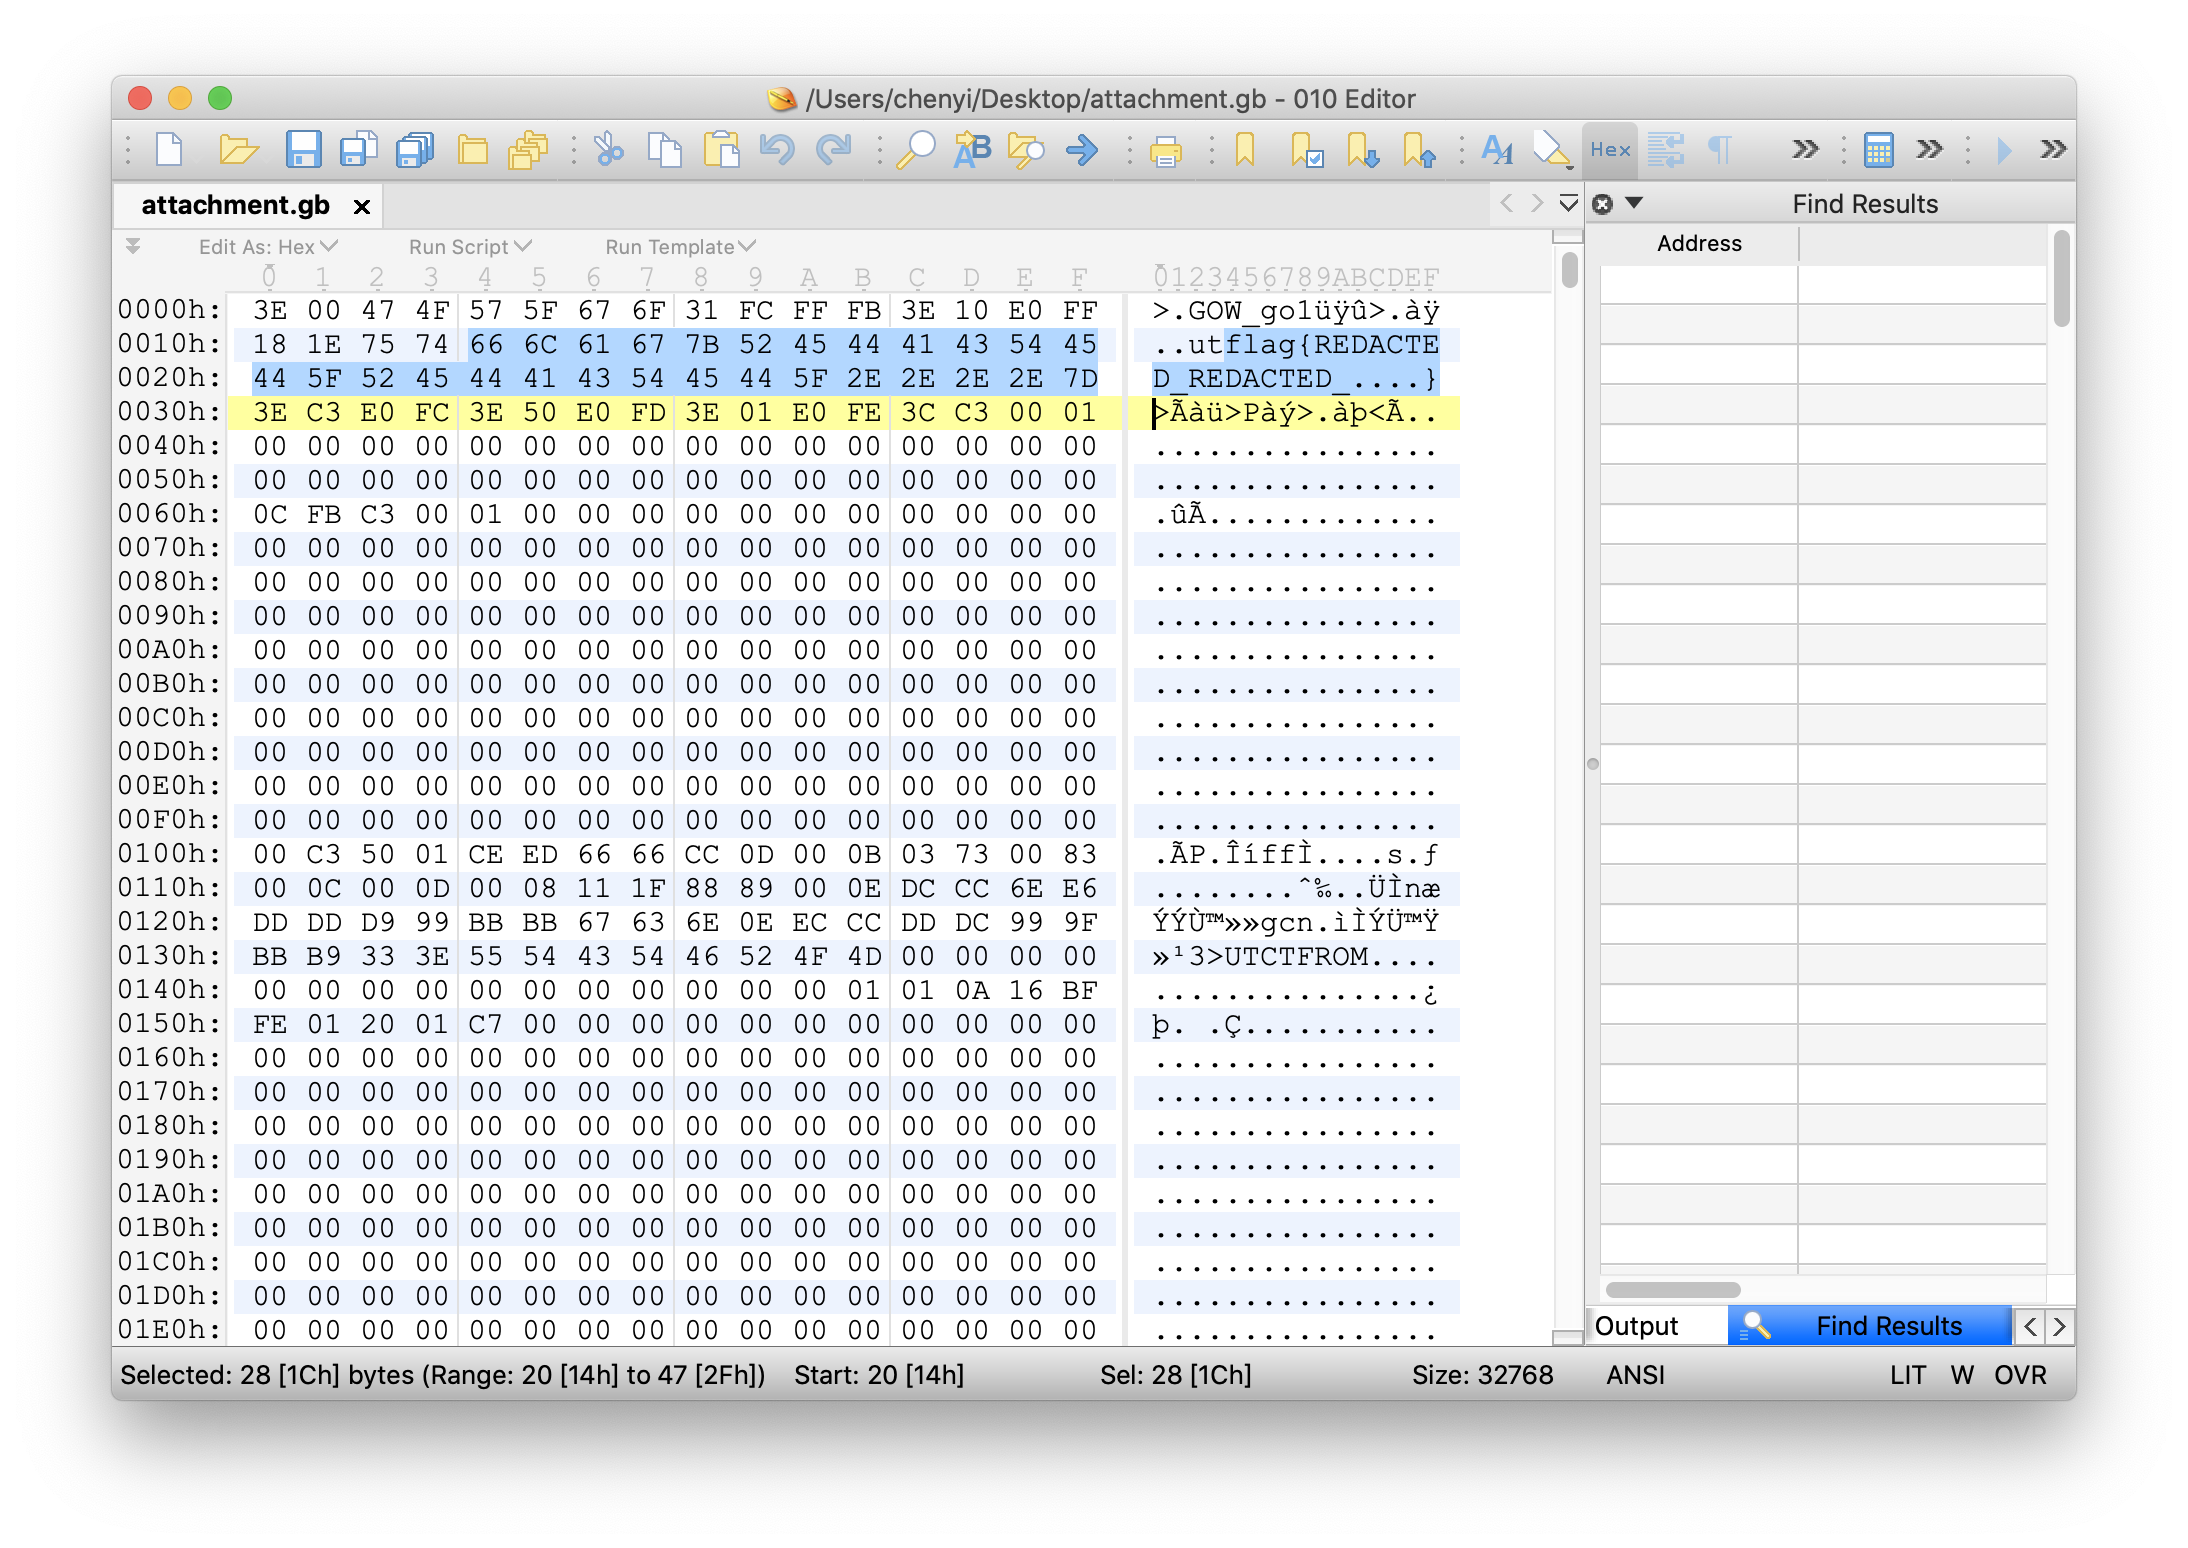 /Users/chenyi/Desktop/attachment.gb - 010 Editor
Hex
attachment.gb
Find Results
Edit As: Hex Run Script Run Template
Address
0 1 2 3 4 5 6 7 8 9 A B C D E F 0123456789ABCDEF
0000h: 3E 00 47 4F 57 5F 67 6F 31 FC FF FB 3E 10 E0 FF >.GOW_go1üÿû>.àÿ
0010h: 18 1E 75 74 66 6C 61 67 7B 52 45 44 41 43 54 45 ..utflag{REDACTE
0020h: 44 5F 52 45 44 41 43 54 45 44 5F 2E 2E 2E 2E 7D D_REDACTED_....}
0030h: 3E C3 E0 FC 3E 50 E0 FD 3E 01 E0 FE 3C C3 00 01 >Ãàü>Pàý>.àþ<Ã..
0040h: 00 00 00 00 00 00 00 00 00 00 00 00 00 00 00 00 ................
0050h: 00 00 00 00 00 00 00 00 00 00 00 00 00 00 00 00 ................
0060h: 0C FB C3 00 01 00 00 00 00 00 00 00 00 00 00 00 .ûÃ.............
0070h: 00 00 00 00 00 00 00 00 00 00 00 00 00 00 00 00 ................
0080h: 00 00 00 00 00 00 00 00 00 00 00 00 00 00 00 00 ................
0090h: 00 00 00 00 00 00 00 00 00 00 00 00 00 00 00 00 ................
00A0h: 00 00 00 00 00 00 00 00 00 00 00 00 00 00 00 00 ................
00B0h: 00 00 00 00 00 00 00 00 00 00 00 00 00 00 00 00 ................
00C0h: 00 00 00 00 00 00 00 00 00 00 00 00 00 00 00 00 ................
00D0h: 00 00 00 00 00 00 00 00 00 00 00 00 00 00 00 00 ................
00E0h: 00 00 00 00 00 00 00 00 00 00 00 00 00 00 00 00 ................
00F0h: 00 00 00 00 00 00 00 00 00 00 00 00 00 00 00 00 ................
0100h: 00 C3 50 01 CE ED 66 66 CC 0D 00 0B 03 73 00 83 .ÃP.ÎíffÌ....s.ƒ
0110h: 00 0C 00 0D 00 08 11 1F 88 89 00 0E DC CC 6E E6 ........ˆ‰..ÜÌnæ
0120h: DD DD D9 99 BB BB 67 63 6E 0E EC CC DD DC 99 9F ÝÝÙ™»»gcn.ìÌÝÜ™Ÿ
0130h: BB B9 33 3E 55 54 43 54 46 52 4F 4D 00 00 00 00 »¹3>UTCTFROM....
0140h: 00 00 00 00 00 00 00 00 00 00 00 01 01 0A 16 BF ...............¿
0150h: FE 01 20 01 C7 00 00 00 00 00 00 00 00 00 00 00 þ. .Ç...........
0160h: 00 00 00 00 00 00 00 00 00 00 00 00 00 00 00 00 ................
0170h: 00 00 00 00 00 00 00 00 00 00 00 00 00 00 00 00 ................
0180h: 00 00 00 00 00 00 00 00 00 00 00 00 00 00 00 00 ................
0190h: 00 00 00 00 00 00 00 00 00 00 00 00 00 00 00 00 ................
01A0h: 00 00 00 00 00 00 00 00 00 00 00 00 00 00 00 00 ................
01B0h: 00 00 00 00 00 00 00 00 00 00 00 00 00 00 00 00 ................
01C0h: 00 00 00 00 00 00 00 00 00 00 00 00 00 00 00 00 ................
01D0h: 00 00 00 00 00 00 00 00 00 00 00 00 00 00 00 00 ................
01E0h: 00 00 00 00 00 00 00 00 00 00 00 00 00 00 00 00 ................
Output Find Results
Selected: 28 [1Ch] bytes (Range: 20 [14h] to 47 [2Fh]) Start: 20 [14h] Sel: 28 [1Ch] Size: 32768 ANSI LIT W OVR